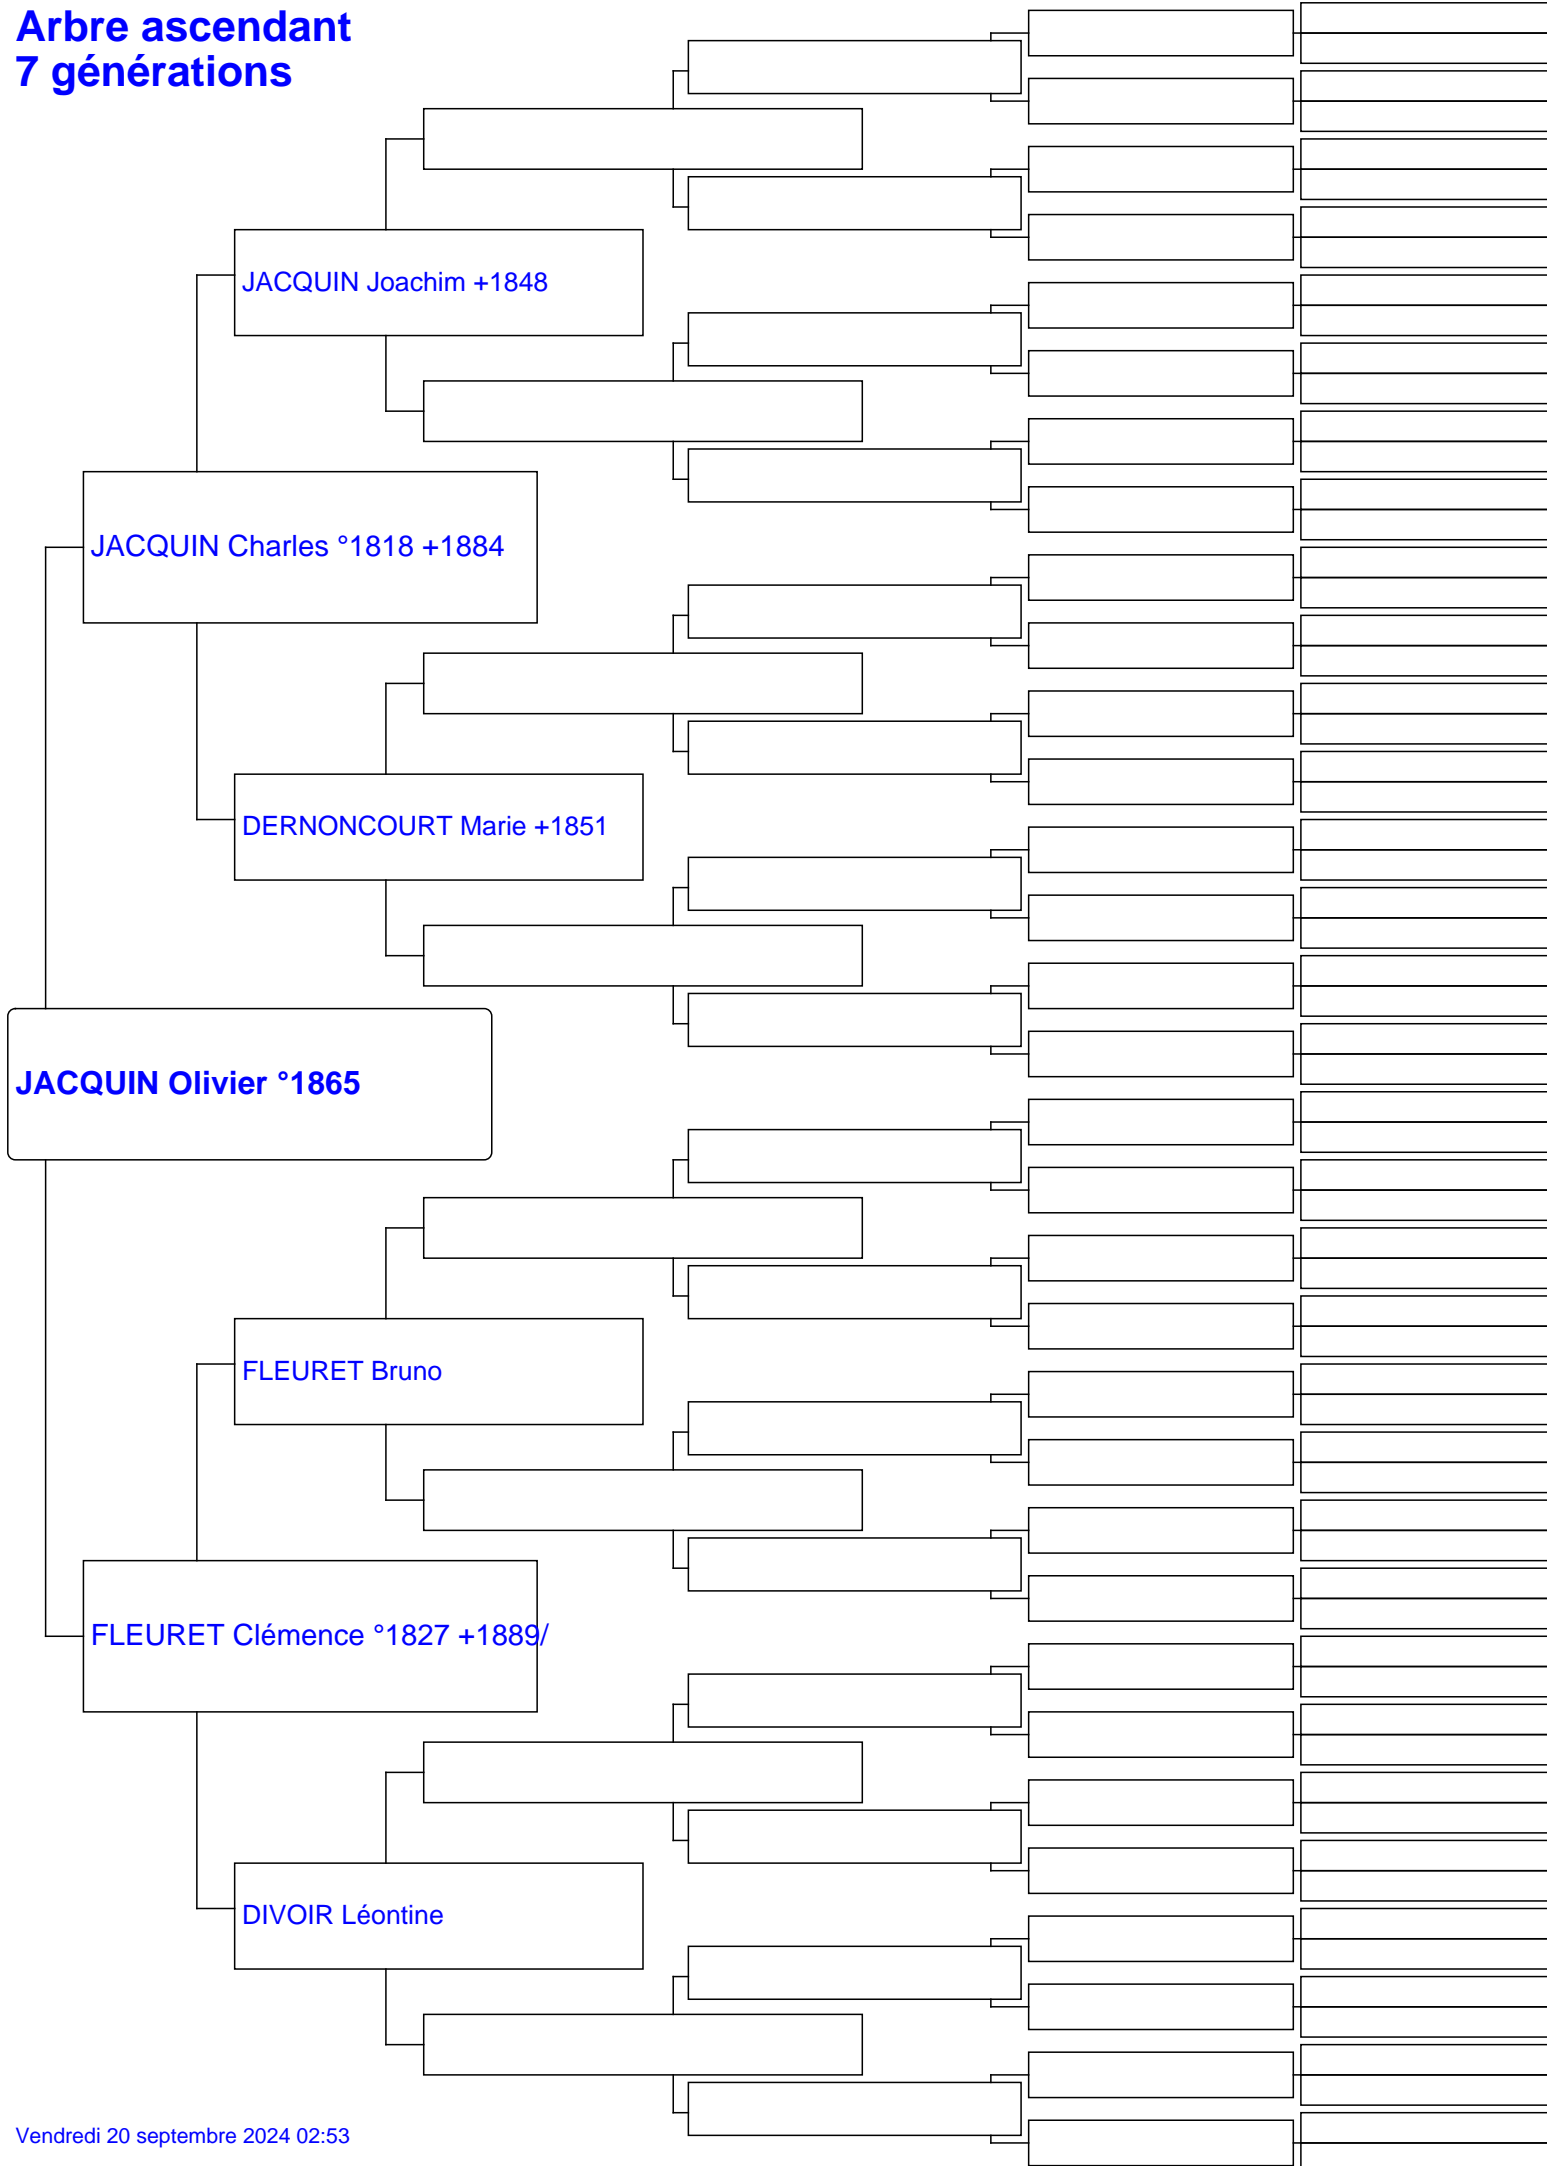 Arbre ascendant
7 générations
JACQUIN Joachim +1848
JACQUIN Charles °1818 +1884
DERNONCOURT Marie +1851
JACQUIN Olivier °1865
FLEURET Bruno
FLEURET Clémence °1827 +1889/
DIVOIR Léontine
Vendredi 20 septembre 2024 02:53